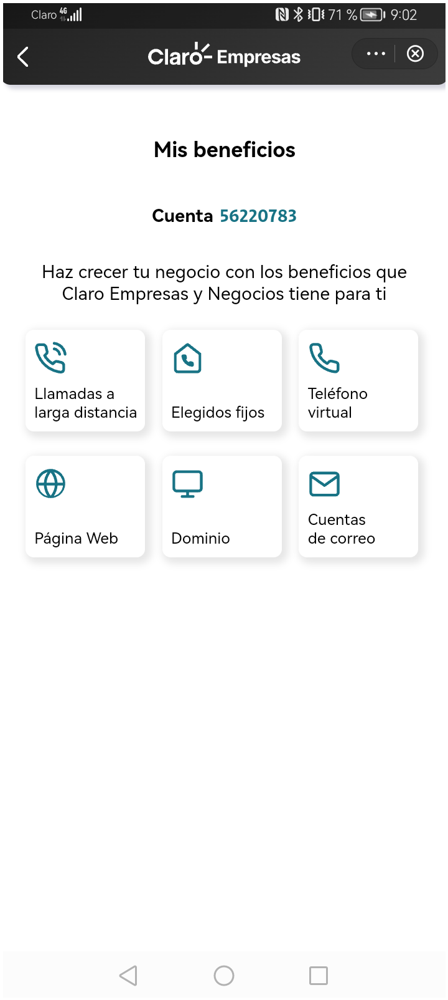 Claro 4G 71 % 9:02
Claro Empresas
Mis beneficios
Cuenta 56220783
Haz crecer tu negocio con los beneficios que
Claro Empresas y Negocios tiene para ti
Llamadas a
larga distancia
Elegidos fijos
Teléfono
virtual
Página Web
Dominio
Cuentas
de correo